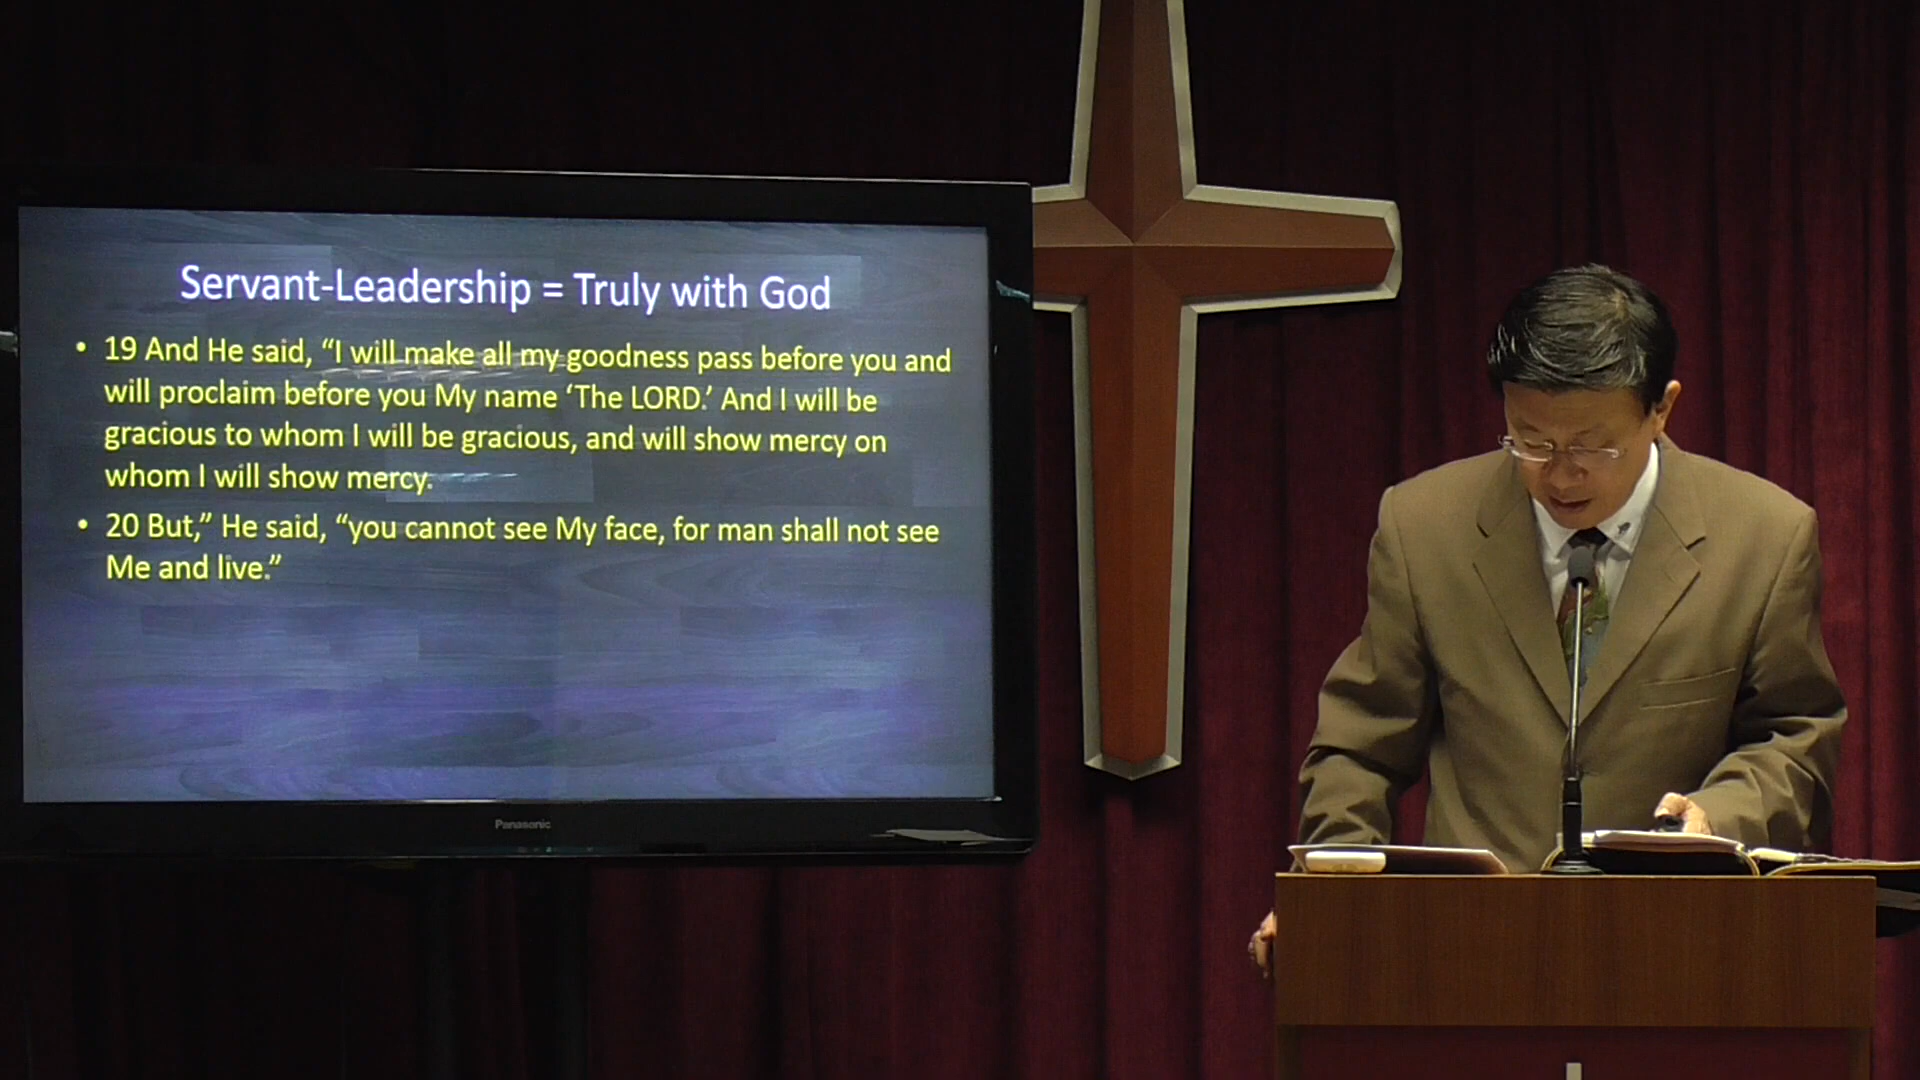 Servant-Leadership = Truly with God
• 19 And He said, “I will make all my goodness pass before you and
will proclaim before you My name ‘The LORD.’ And I will be
gracious to whom I will be gracious, and will show mercy on
whom I will show mercy.
• 20 But,” He said, “you cannot see My face, for man shall not see
Me and live.”
Panasonic